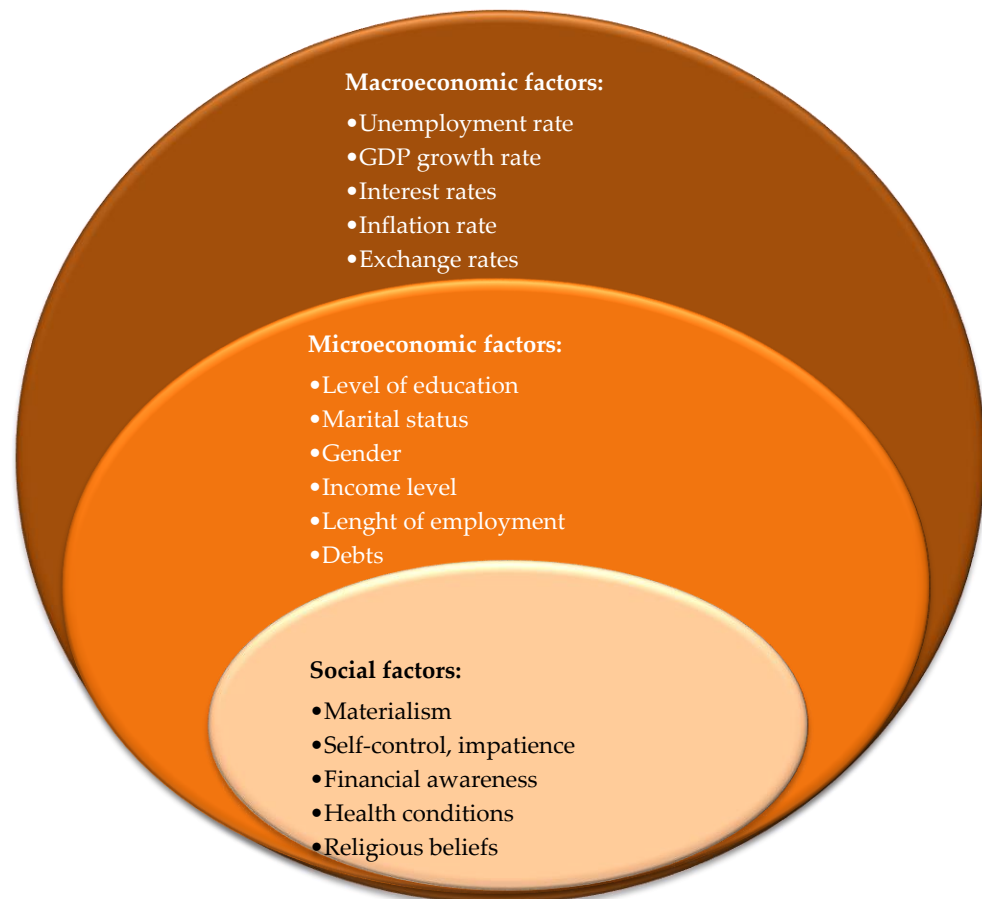 Macroeconomic factors:
•Unemployment rate
•GDP growth rate
•Interest rates
•Inflation rate
•Exchange rates
Microeconomic factors:
•Level of education
•Marital status
•Gender
•Income level
•Lenght of employment
•Debts
Social factors:
•Materialism
•Self-control, impatience
•Financial awareness
•Health conditions
•Religious beliefs